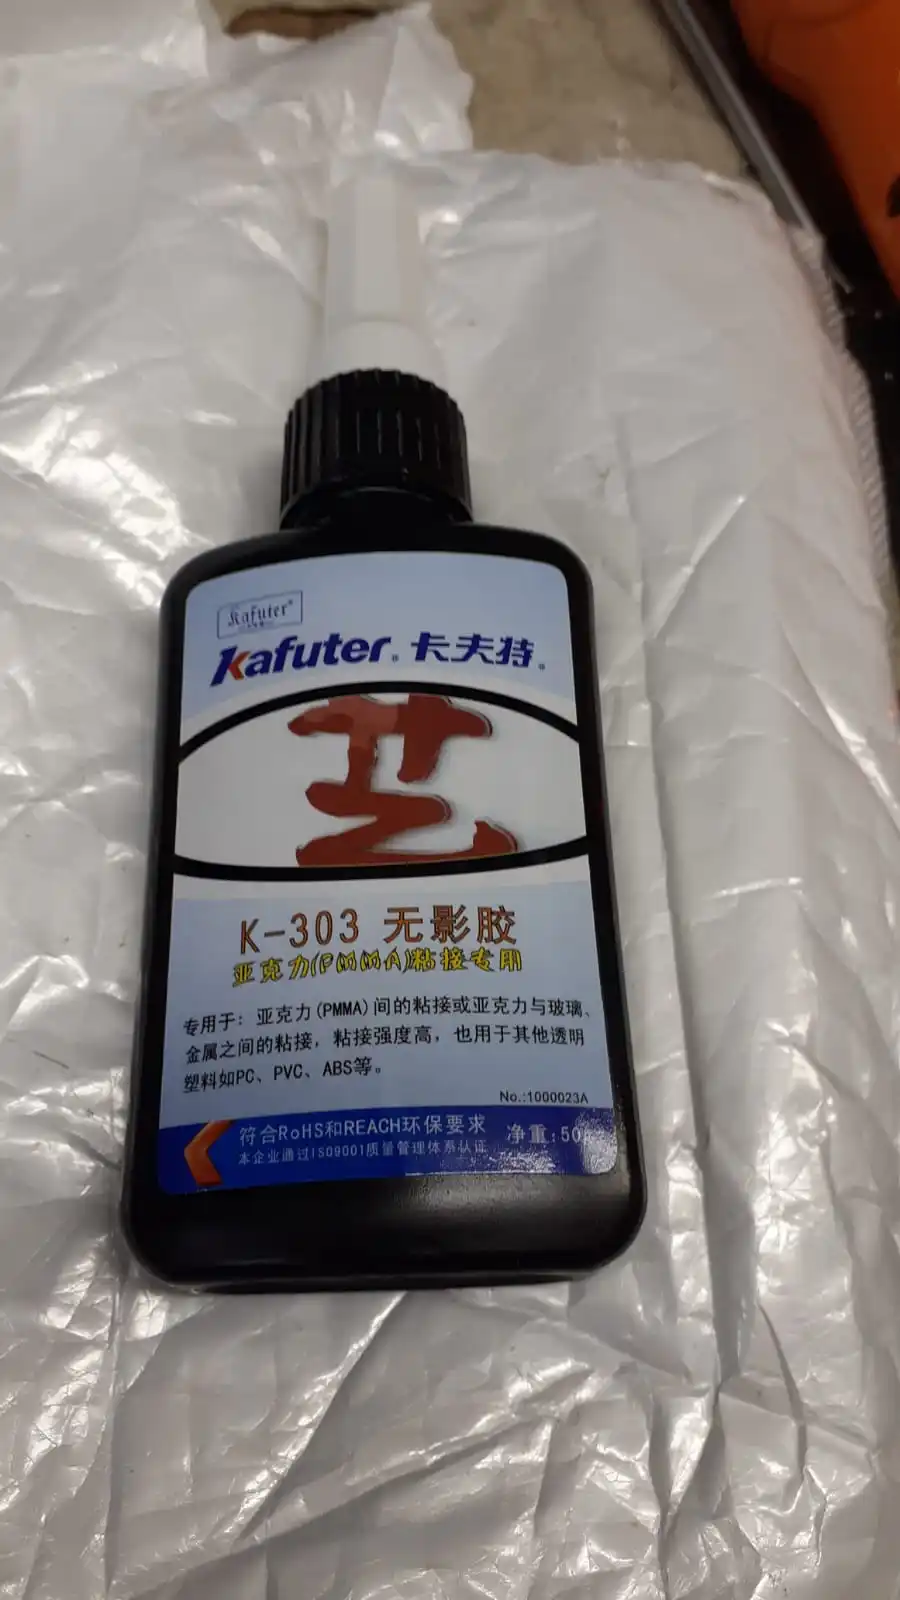 Kafuter®
Kafuter® 卡夫特®
K-303 无影胶
亚克力(PMMA)粘接专用
专用于: 亚克力(PMMA)间的粘接或亚克力与玻璃、
金属之间的粘接，粘接强度高，也用于其他透明
塑料如PC、PVC、ABS等。
No.:1000023A
符合RoHS和REACH环保要求
本企业通过ISO9001质量管理体系认证
净重:50